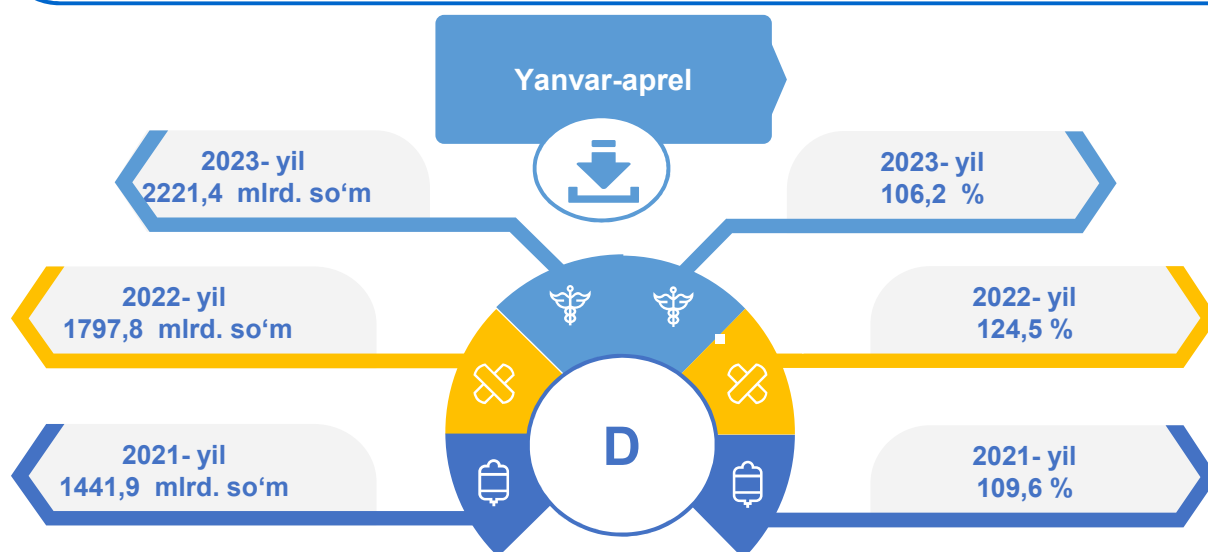 Yanvar-aprel
2023- yil
2221,4 mlrd. so‘m
2023- yil
106,2 %
2022- yil
1797,8 mlrd. so‘m
2022- yil
124,5 %
2021- yil
1441,9 mlrd. so‘m
2021- yil
109,6 %
D